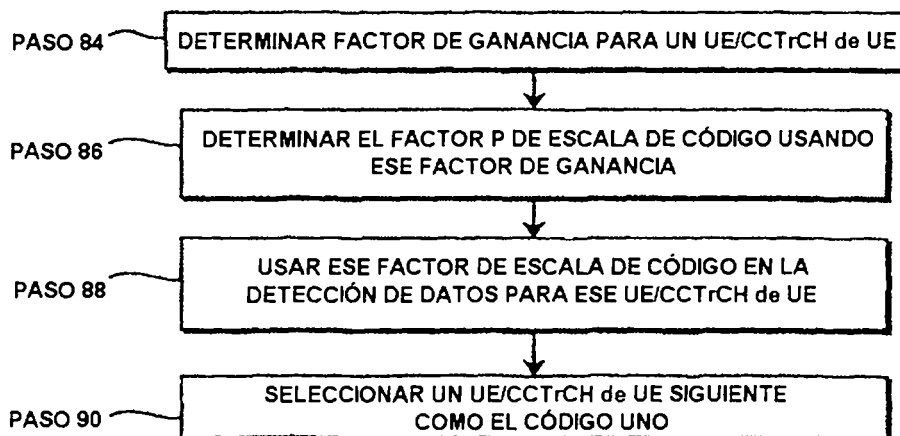 PASO 84
DETERMINAR FACTOR DE GANANCIA PARA UN UE/CCTrCH de UE
PASO 86
DETERMINAR EL FACTOR P DE ESCALA DE CÓDIGO USANDO
ESE FACTOR DE GANANCIA
PASO 88
USAR ESE FACTOR DE ESCALA DE CÓDIGO EN LA
DETECCIÓN DE DATOS PARA ESE UE/CCTrCH de UE
PASO 90
SELECCIONAR UN UE/CCTrCH de UE SIGUIENTE
COMO EL CÓDIGO UNO